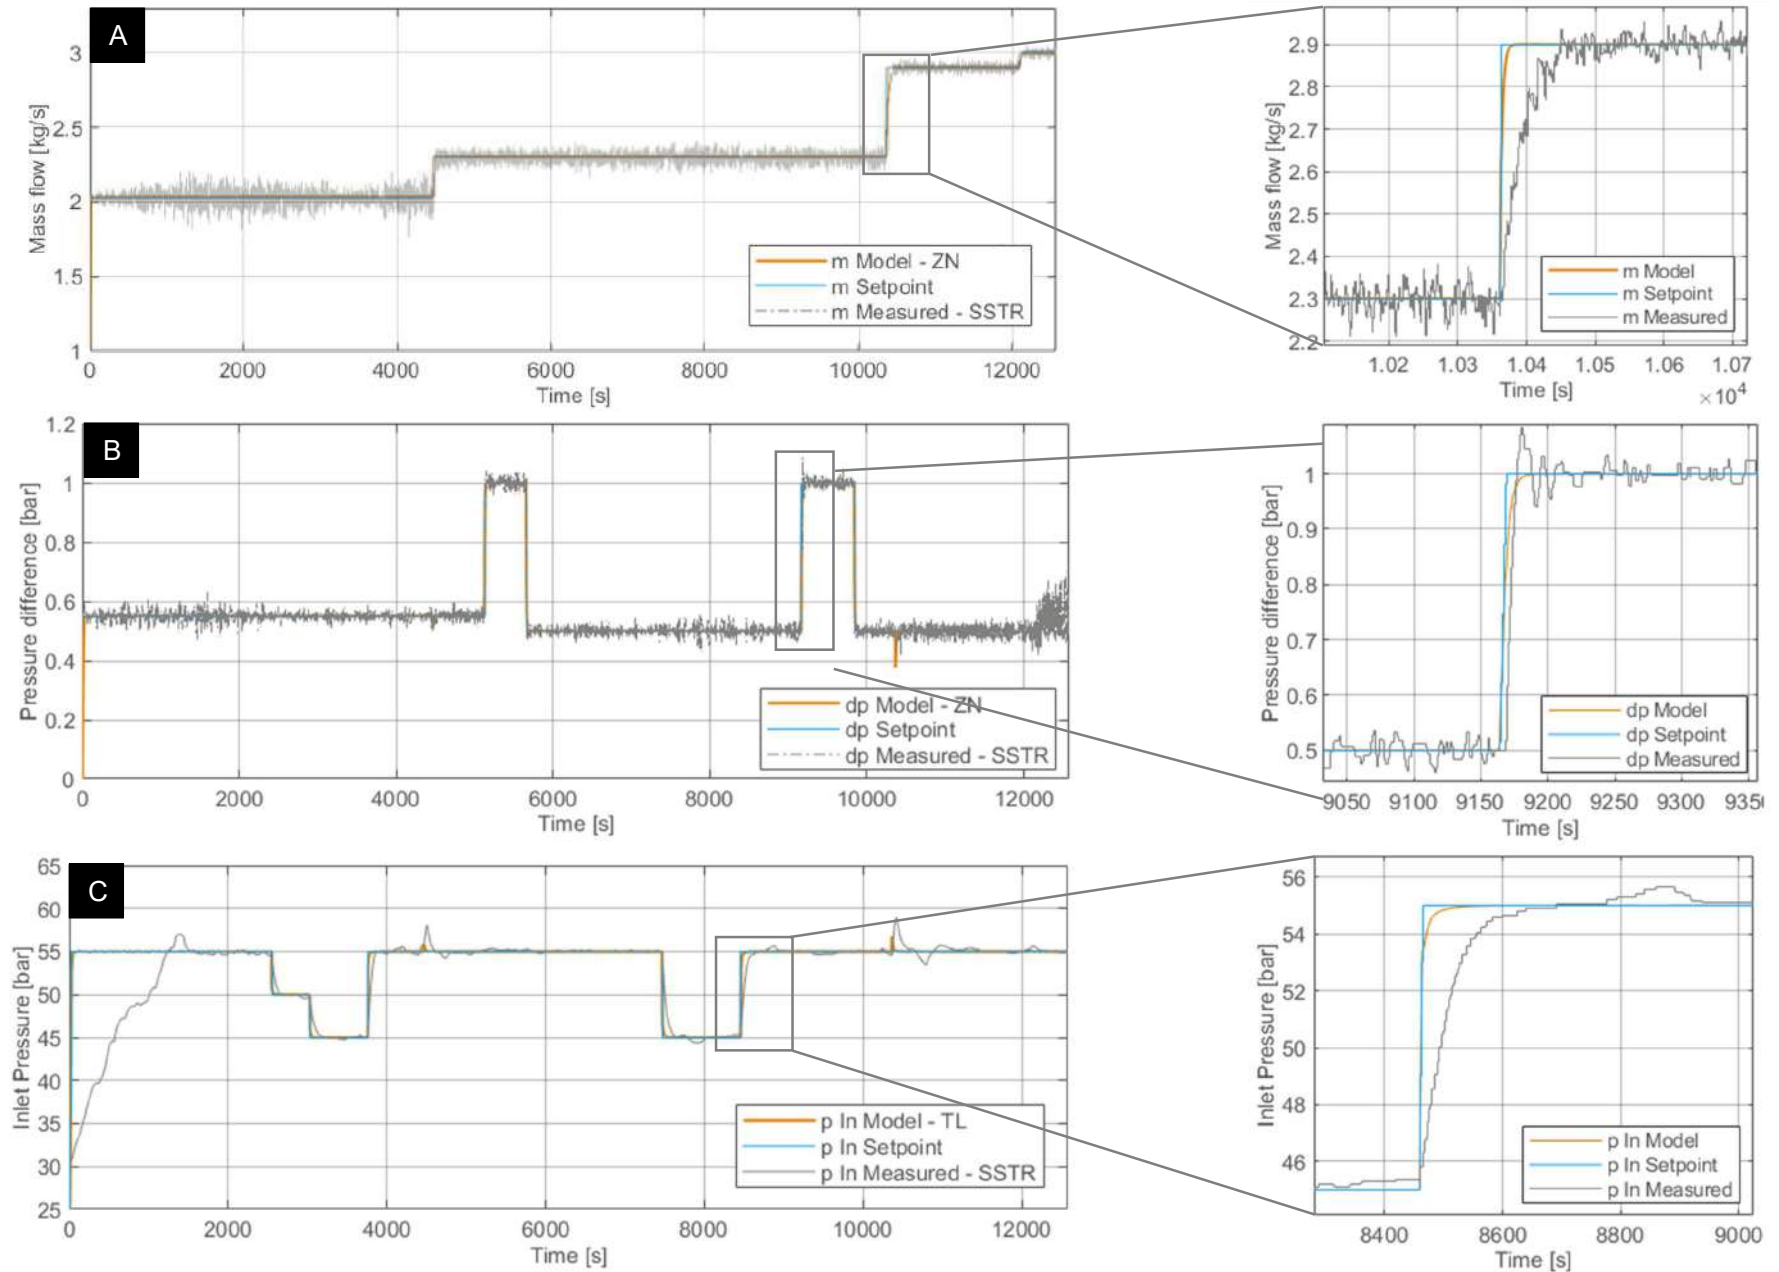 A
3
2.5
2
1.5
1
Mass flow [kg/s]
m Model - ZN
m Setpoint
m Measured - SSTR
0 2000 4000 6000 8000 10000 12000
Time [s]
2.9
2.8
2.7
2.6
2.5
2.4
2.3
2.2
Mass flow [kg/s]
m Model
m Setpoint
m Measured
1.02 1.03 1.04 1.05 1.06 1.07
Time [s]
×10⁴
B
1.2
1
0.8
0.6
0.4
0.2
0
Pressure difference [bar]
dp Model - ZN
dp Setpoint
dp Measured - SSTR
0 2000 4000 6000 8000 10000 12000
Time [s]
1
0.9
0.8
0.7
0.6
0.5
Pressure difference [bar]
dp Model
dp Setpoint
dp Measured
9050 9100 9150 9200 9250 9300 935
Time [s]
C
65
60
55
50
45
40
35
30
25
Inlet Pressure [bar]
p In Model - TL
p In Setpoint
p In Measured - SSTR
0 2000 4000 6000 8000 10000 12000
Time [s]
56
54
52
50
48
46
Inlet Pressure [bar]
p In Model
p In Setpoint
p In Measured
8400 8600 8800 9000
Time [s]